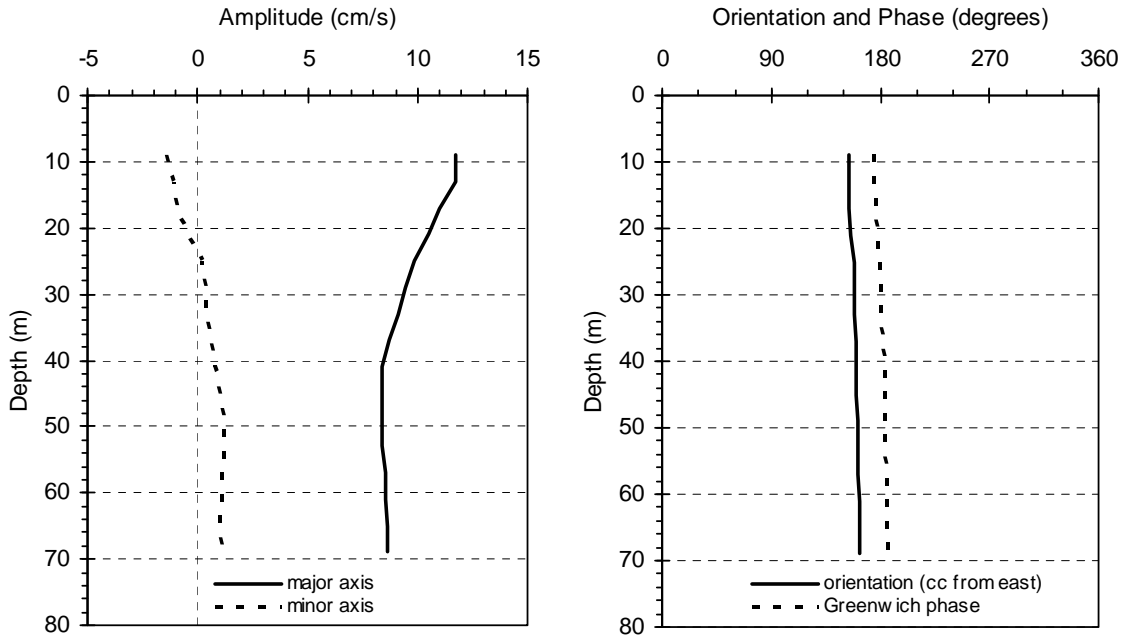 Amplitude (cm/s)
-5 0 5 10 15
0
10
20
30
40
50
60
70
80
Depth (m)
major axis
minor axis
Orientation and Phase (degrees)
0 90 180 270 360
0
10
20
30
40
50
60
70
80
Depth (m)
orientation (cc from east)
Greenwich phase